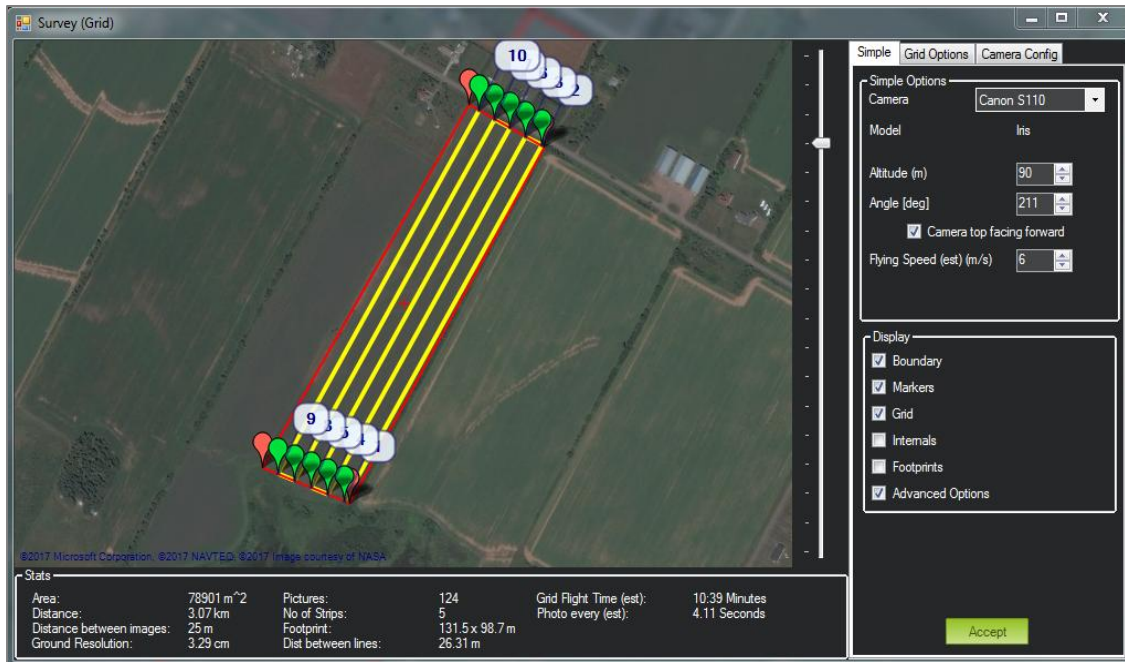 Survey (Grid)
10
2
9
©2017 Microsoft Corporation, ©2017 NAVTEQ, ©2017 Image courtesy of NASA
Stats
Area: 78901 m^2 Pictures: 124 Grid Flight Time (est): 10:39 Minutes
Distance: 3.07 km No of Strips: 5 Photo every (est): 4.11 Seconds
Distance between images: 25 m Footprint: 131.5 x 98.7 m
Ground Resolution: 3.29 cm Dist between lines: 26.31 m
Simple Grid Options Camera Config
Simple Options
Camera Canon S110
Model Iris
Altitude (m) 90
Angle [deg] 211
Camera top facing forward
Flying Speed (est) (m/s) 6
Display
Boundary
Markers
Grid
Internals
Footprints
Advanced Options
Accept